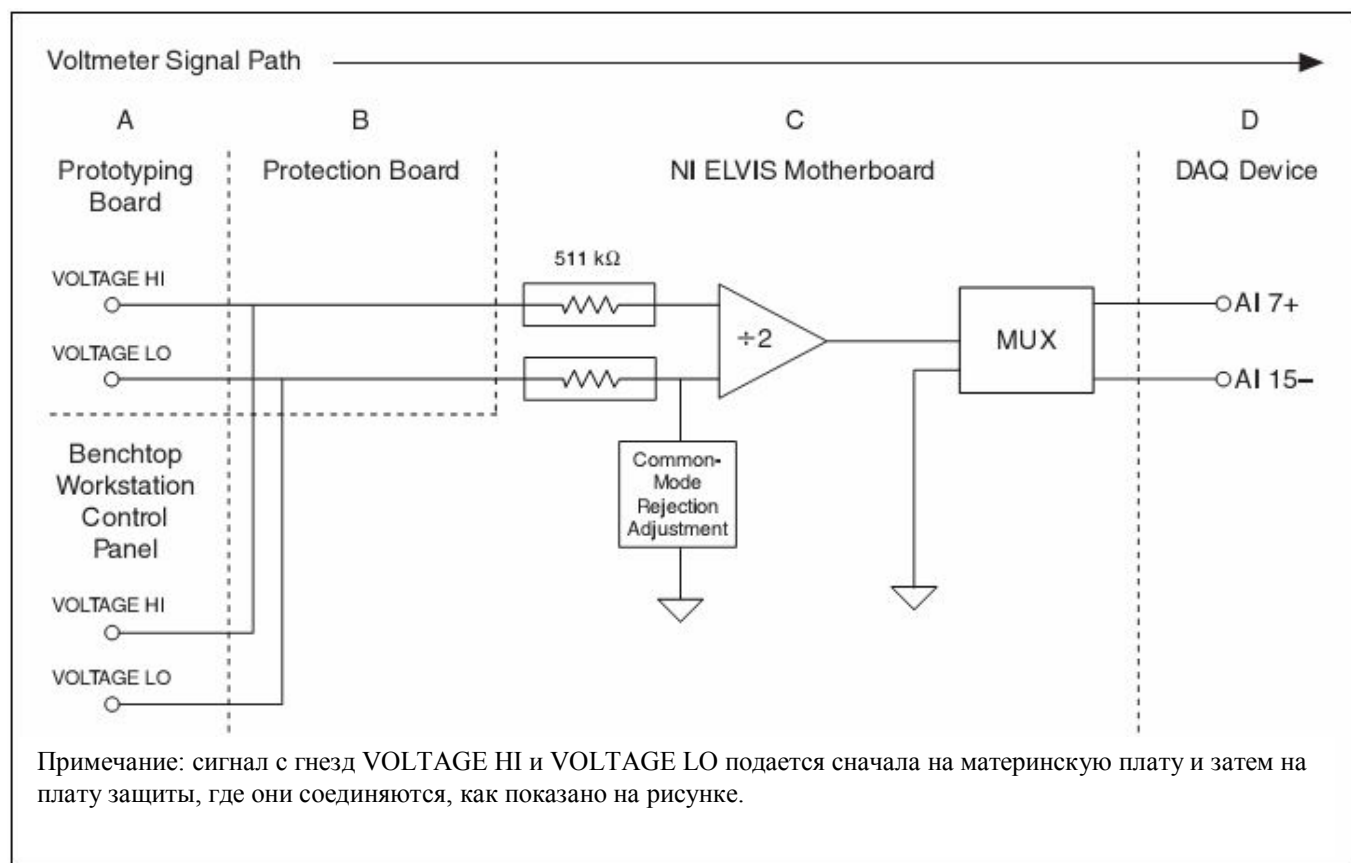 Voltmeter Signal Path
A
B
C
D
Prototyping
Board
Protection Board
NI ELVIS Motherboard
DAQ Device
VOLTAGE HI
VOLTAGE LO
511 kΩ
÷2
MUX
AI 7+
AI 15–
Common-
Mode
Rejection
Adjustment
Benchtop
Workstation
Control
Panel
VOLTAGE HI
VOLTAGE LO
Примечание: сигнал с гнезд VOLTAGE HI и VOLTAGE LO подается сначала на материнскую плату и затем на
плату защиты, где они соединяются, как показано на рисунке.